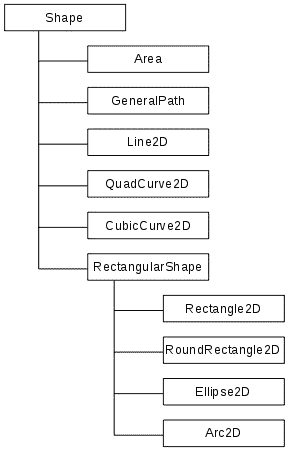 Shape
Area
GeneralPath
Line2D
QuadCurve2D
CubicCurve2D
RectangularShape
Rectangle2D
RoundRectangle2D
Ellipse2D
Arc2D